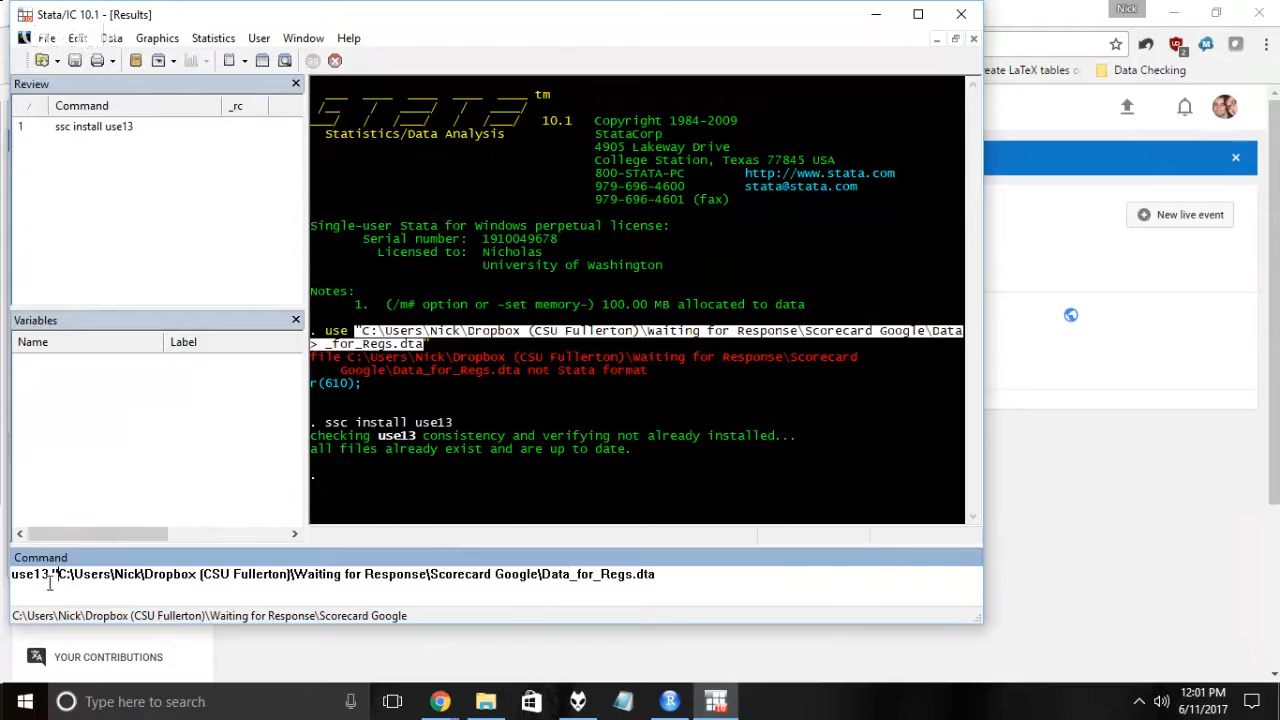 Stata/IC 10.1 - [Results]
Nick
File Edit Data Graphics Statistics User Window Help
reate LaTeX tables o
Data Checking
Review
Command _rc
1 ssc install use13
Variables
Name Label
tm
10.1 Copyright 1984-2009
Statistics/Data Analysis StataCorp
4905 Lakeway Drive
College Station, Texas 77845 USA
800-STATA-PC http://www.stata.com
979-696-4600 stata@stata.com
979-696-4601 (fax)
Single-user Stata for Windows perpetual license:
Serial number: 1910049678
Licensed to: Nicholas
University of Washington
Notes:
1. (/m# option or -set memory-) 100.00 MB allocated to data
. use "C:\Users\Nick\Dropbox (CSU Fullerton)\Waiting for Response\Scorecard Google\Data
> _for_Regs.dta"
file C:\Users\Nick\Dropbox (CSU Fullerton)\Waiting for Response\Scorecard
Google\Data_for_Regs.dta not Stata format
r(610);
. ssc install use13
checking use13 consistency and verifying not already installed...
all files already exist and are up to date.
.
New live event
Command
use13 "C:\Users\Nick\Dropbox (CSU Fullerton)\Waiting for Response\Scorecard Google\Data_for_Regs.dta
C:\Users\Nick\Dropbox (CSU Fullerton)\Waiting for Response\Scorecard Google
YOUR CONTRIBUTIONS
Type here to search
12:01 PM
6/11/2017